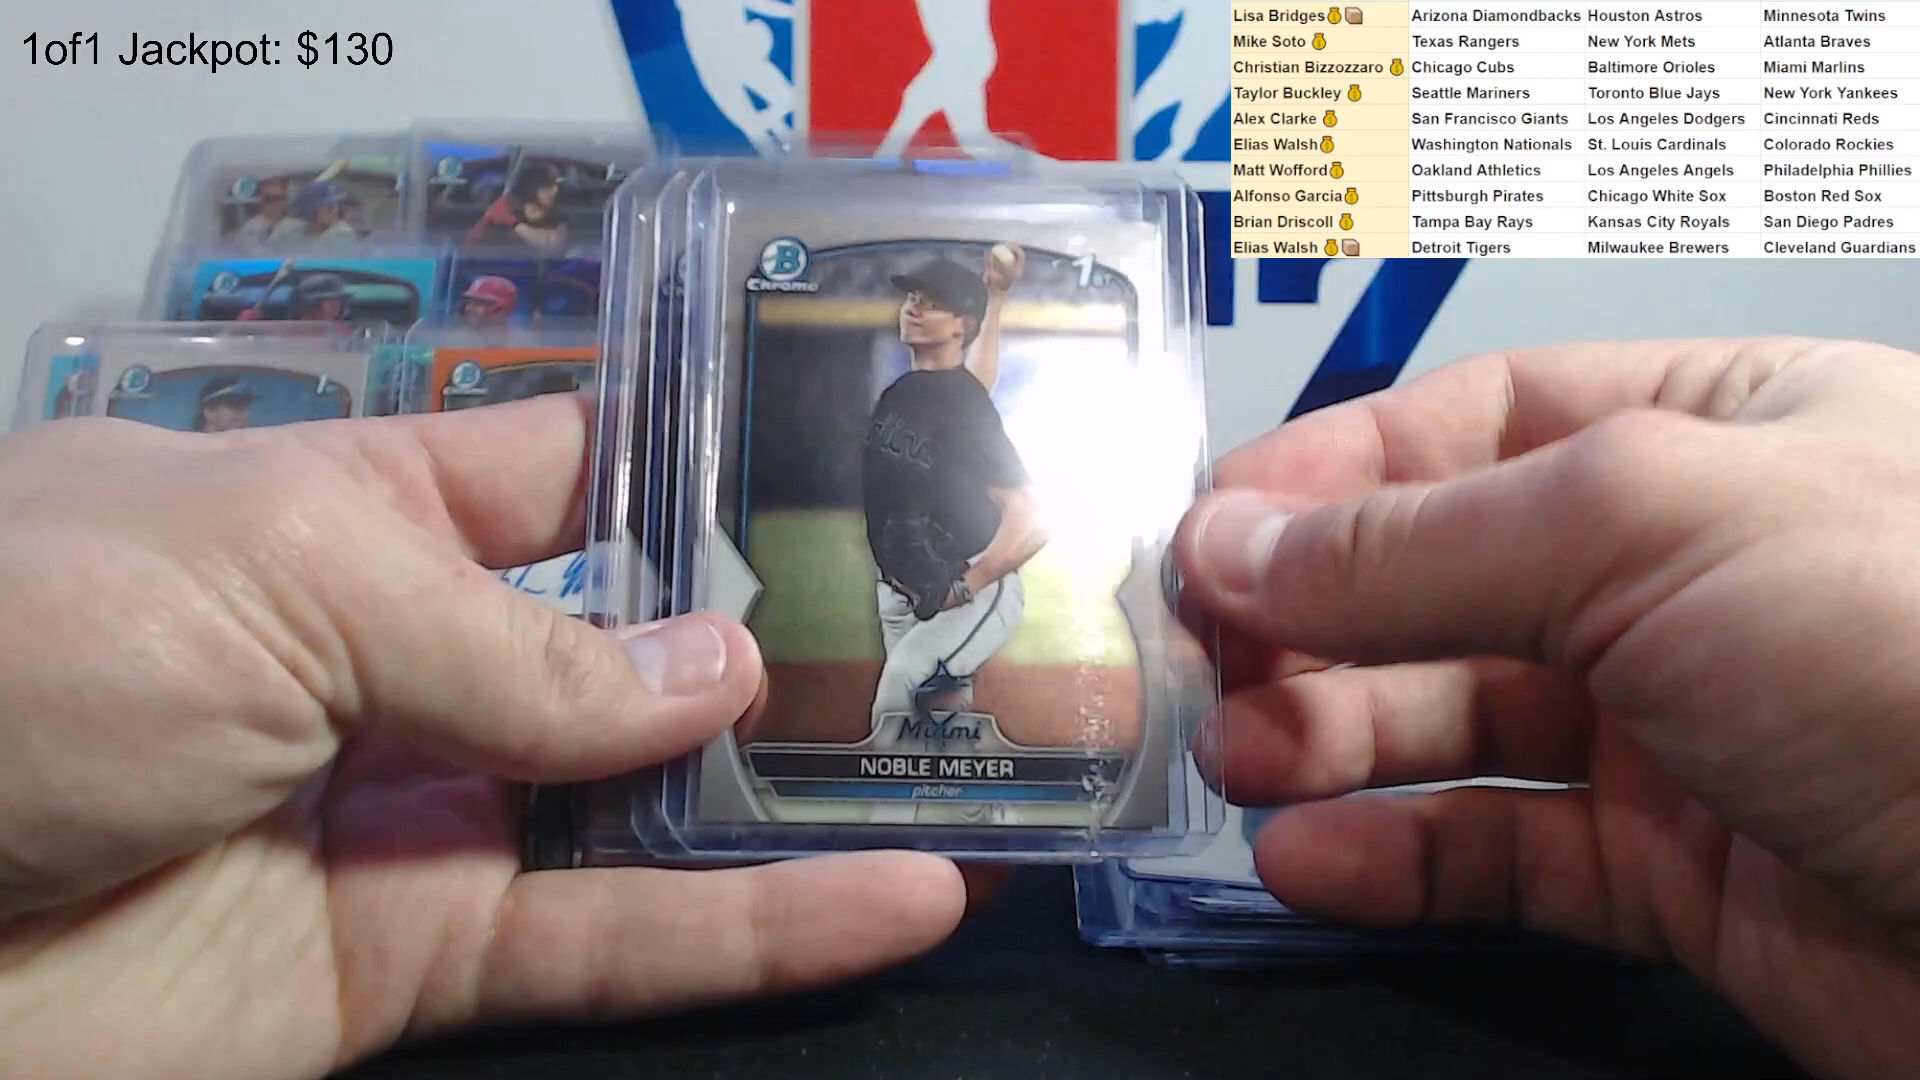 1of1 Jackpot: $130
Lisa Bridges Arizona Diamondbacks Houston Astros Minnesota Twins
Mike Soto Texas Rangers New York Mets Atlanta Braves
Christian Bizzozzaro Chicago Cubs Baltimore Orioles Miami Marlins
Taylor Buckley Seattle Mariners Toronto Blue Jays New York Yankees
Alex Clarke San Francisco Giants Los Angeles Dodgers Cincinnati Reds
Elias Walsh Washington Nationals St. Louis Cardinals Colorado Rockies
Matt Wofford Oakland Athletics Los Angeles Angels Philadelphia Phillies
Alfonso Garcia Pittsburgh Pirates Chicago White Sox Boston Red Sox
Brian Driscoll Tampa Bay Rays Kansas City Royals San Diego Padres
Elias Walsh Detroit Tigers Milwaukee Brewers Cleveland Guardians
B
Chrome
1ST
Miami
NOBLE MEYER
pitcher